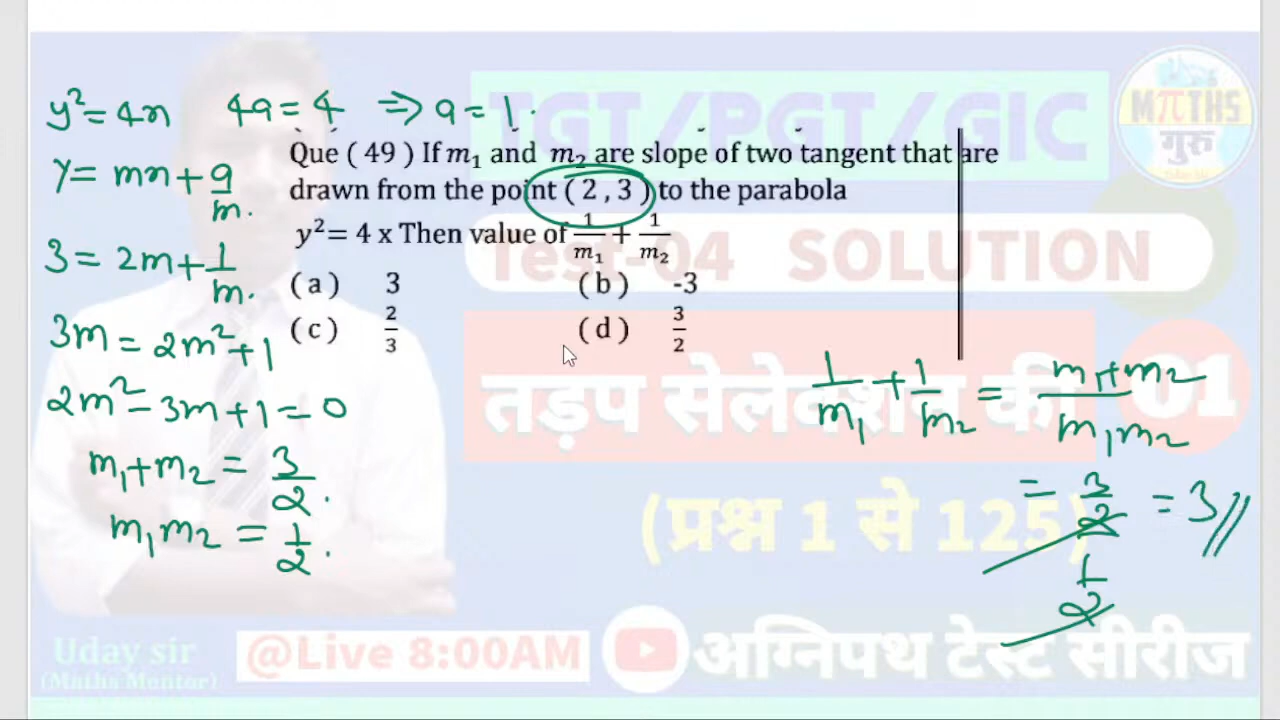 TGT/PGT/GIC
MπTHS
गुरु
y² = 4x 4a = 4 ⇒ a = 1.
Que ( 49 ) If m₁ and m₂ are slope of two tangent that are
drawn from the point ( 2 , 3 ) to the parabola
y²= 4 x Then value of 1/m₁ + 1/m₂
( a ) 3 ( b ) -3
( c ) 2/3 ( d ) 3/2
y = mx + a/m.
3 = 2m + 1/m.
3m = 2m² + 1
2m² - 3m + 1 = 0
m₁+m₂ = 3/2.
m₁m₂ = 1/2.
1/m₁ + 1/m₂ = m₁+m₂/m₁m₂
= 3/2 / 1/2 = 3//
Test-04 SOLUTION
तड़प सेलेक्शन की 01
(प्रश्न 1 से 125)
Uday sir
(Maths Mentor)
@Live 8:00AM
अग्निपथ टेस्ट सीरीज